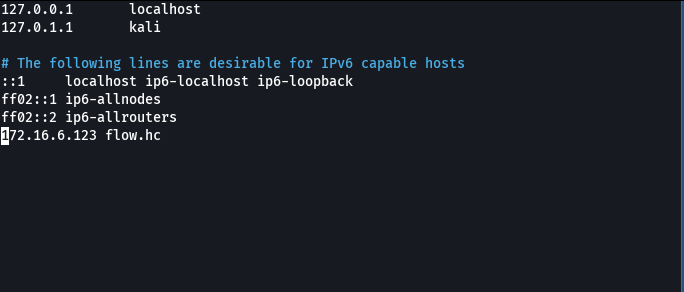 127.0.0.1       localhost
127.0.1.1       kali
# The following lines are desirable for IPv6 capable hosts
::1     localhost ip6-localhost ip6-loopback
ff02::1 ip6-allnodes
ff02::2 ip6-allrouters
172.16.6.123 flow.hc